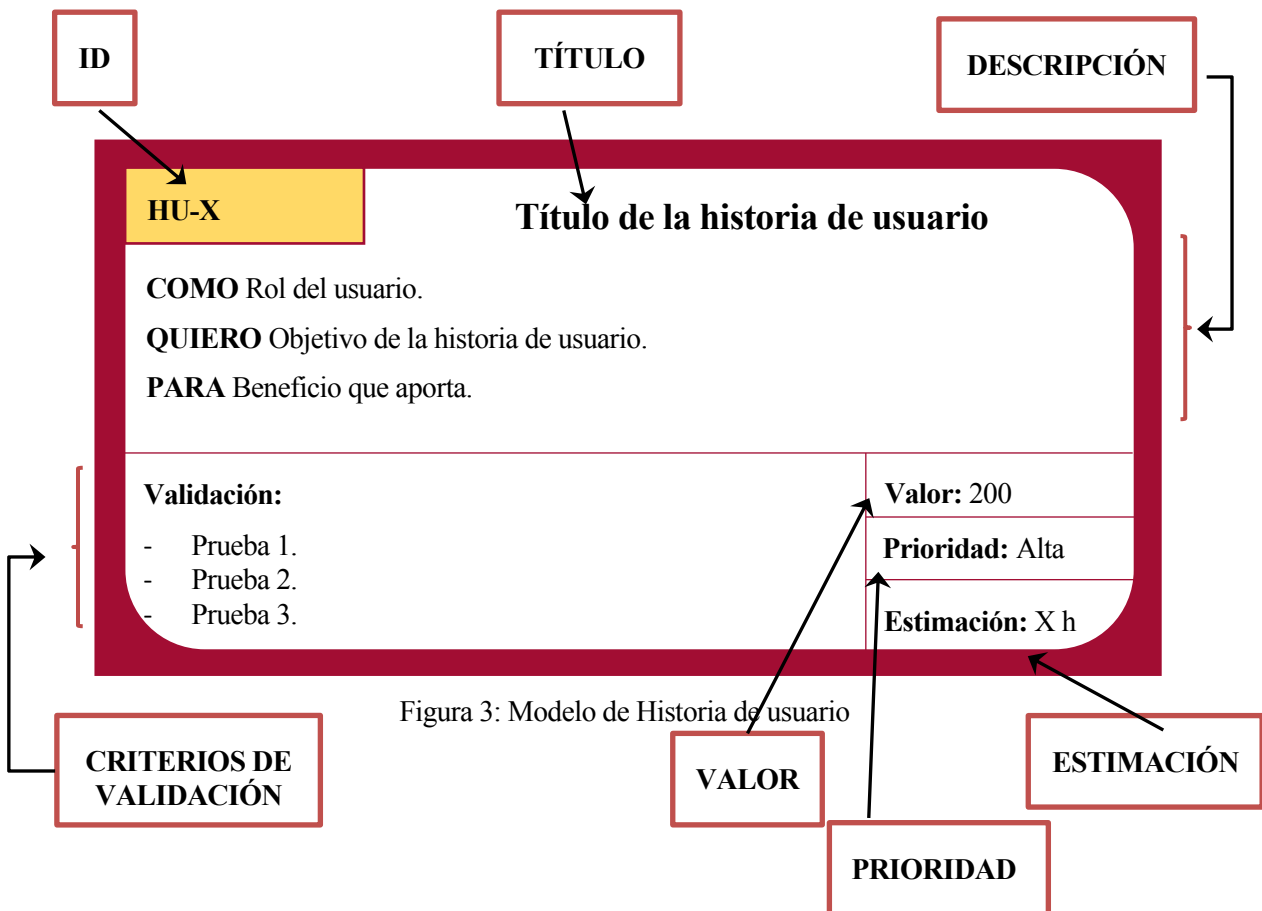 ID
TÍTULO
DESCRIPCIÓN
HU-X
Título de la historia de usuario
COMO Rol del usuario.
QUIERO Objetivo de la historia de usuario.
PARA Beneficio que aporta.
Validación:
- Prueba 1.
- Prueba 2.
- Prueba 3.
Valor: 200
Prioridad: Alta
Estimación: X h
Figura 3: Modelo de Historia de usuario
CRITERIOS DE
VALIDACIÓN
VALOR
ESTIMACIÓN
PRIORIDAD